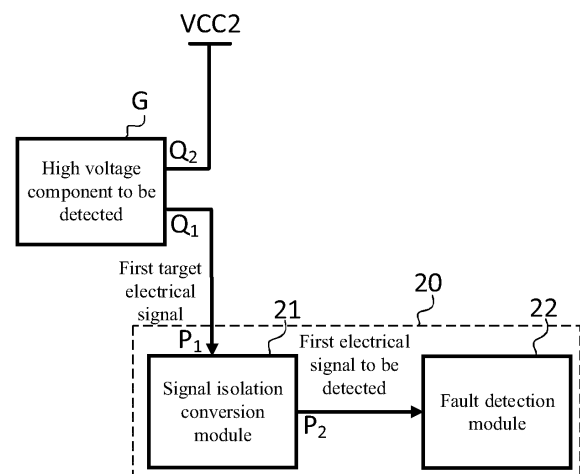 VCC2
G
High voltage
component to be
detected
Q₂
Q₁
First target
electrical
signal
20
21
22
P₁
First electrical
signal to be
detected
Signal isolation
conversion
module
P₂
Fault detection
module